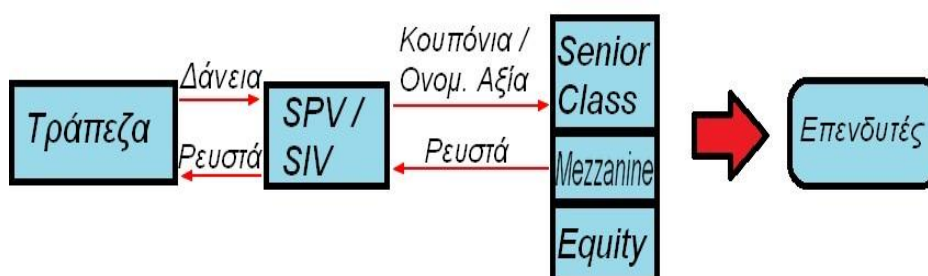 Τράπεζα
Δάνεια
Ρευστά
SPV /
SIV
Κουπόνια /
Ονομ. Αξία
Ρευστά
Senior
Class
Mezzanine
Equity
Επενδυτές